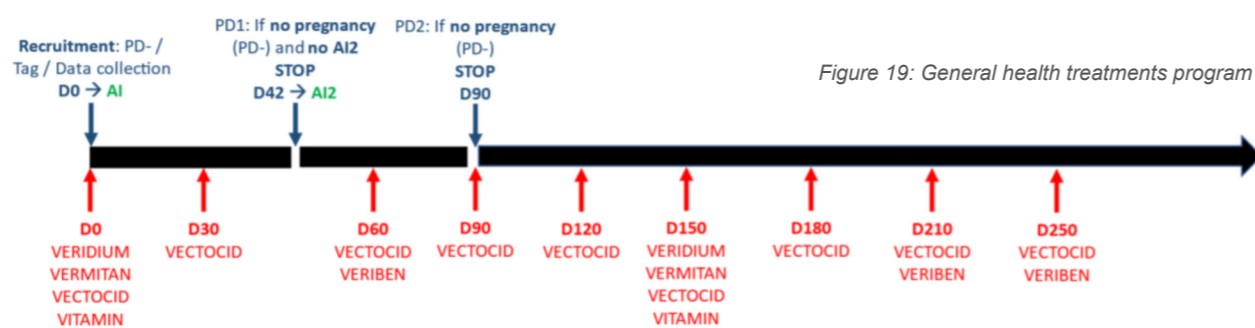 Recruitment: PD- /
Tag / Data collection
D0 → AI
PD1: If no pregnancy
(PD-) and no AI2
STOP
D42 → AI2
PD2: If no pregnancy
(PD-)
STOP
D90
Figure 19: General health treatments program
D0
VERIDIUM
VERMITAN
VECTOCID
VITAMIN
D30
VECTOCID
D60
VECTOCID
VERIBEN
D90
VECTOCID
D120
VECTOCID
D150
VERIDIUM
VERMITAN
VECTOCID
VITAMIN
D180
VECTOCID
D210
VECTOCID
VERIBEN
D250
VECTOCID
VERIBEN